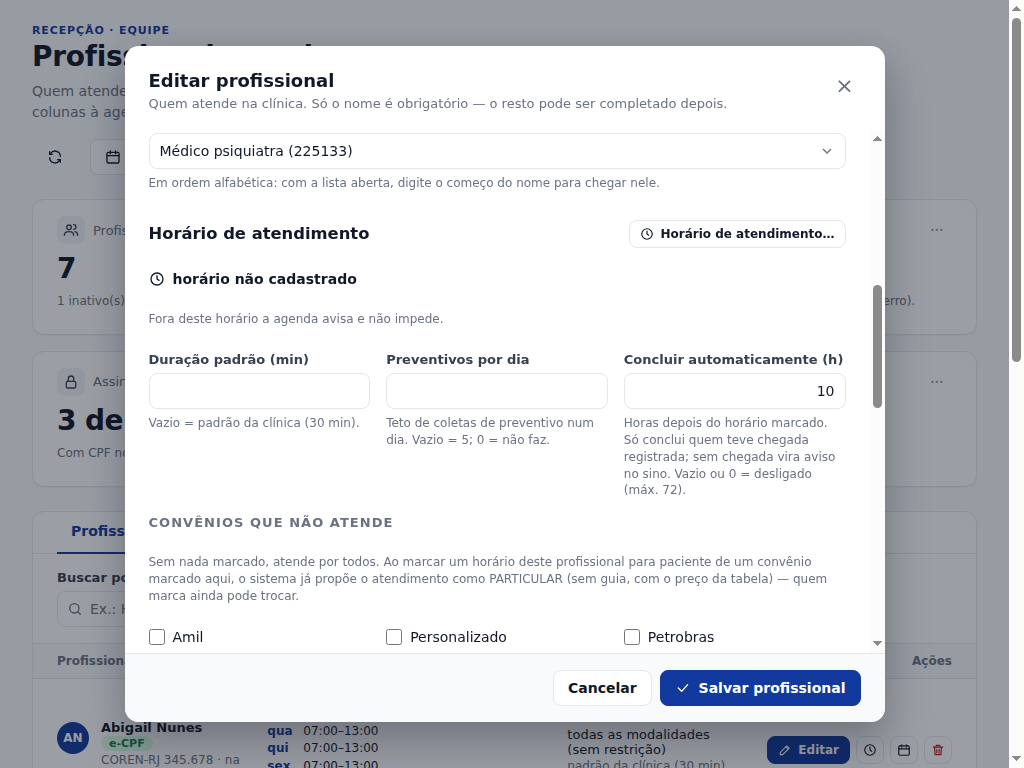 RECEPÇÃO · EQUIPE
Quem atende
colunas à age
Editar profissional
Quem atende na clínica. Só o nome é obrigatório — o resto pode ser completado depois.
Médico psiquiatra (225133)
Em ordem alfabética: com a lista aberta, digite o começo do nome para chegar nele.
Horário de atendimento
Horário de atendimento...
horário não cadastrado
Fora deste horário a agenda avisa e não impede.
Duração padrão (min)
Vazio = padrão da clínica (30 min).
Preventivos por dia
Teto de coletas de preventivo num
dia. Vazio = 5; 0 = não faz.
Concluir automaticamente (h)
10
Horas depois do horário marcado.
Só conclui quem teve chegada
registrada; sem chegada vira aviso
no sino. Vazio ou 0 = desligado
(máx. 72).
CONVÊNIOS QUE NÃO ATENDE
Sem nada marcado, atende por todos. Ao marcar um horário deste profissional para paciente de um convênio
marcado aqui, o sistema já propõe o atendimento como PARTICULAR (sem guia, com o preço da tabela) — quem
marca ainda pode trocar.
Amil
Personalizado
Petrobras
Cancelar
Salvar profissional
Profis
7
1 inativo(s)
erro).
Assin
3 de
Com CPF no
Profiss
Buscar po
Ex.:
Profission
Ações
AN
Abigail Nunes
e-CPF
COREN-RJ 345.678 · na
qua 07:00–13:00
qui 07:00–13:00
sex 07:00–13:00
todas as modalidades
(sem restrição)
padrão da clínica (30 min)
Editar